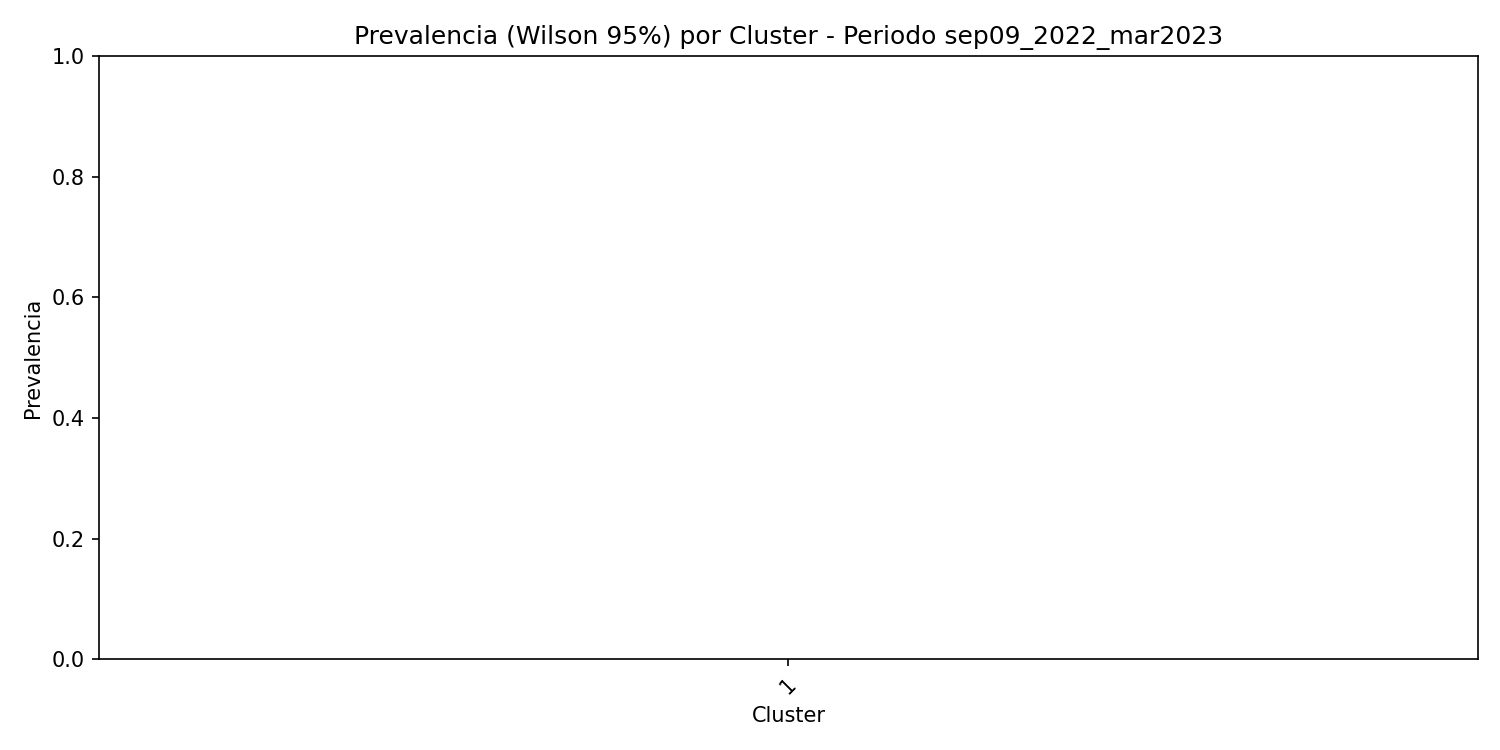 Prevalencia (Wilson 95%) por Cluster - Periodo sep09_2022_mar2023
1.0
0.8
0.6
0.4
0.2
0.0
Prevalencia
1
Cluster